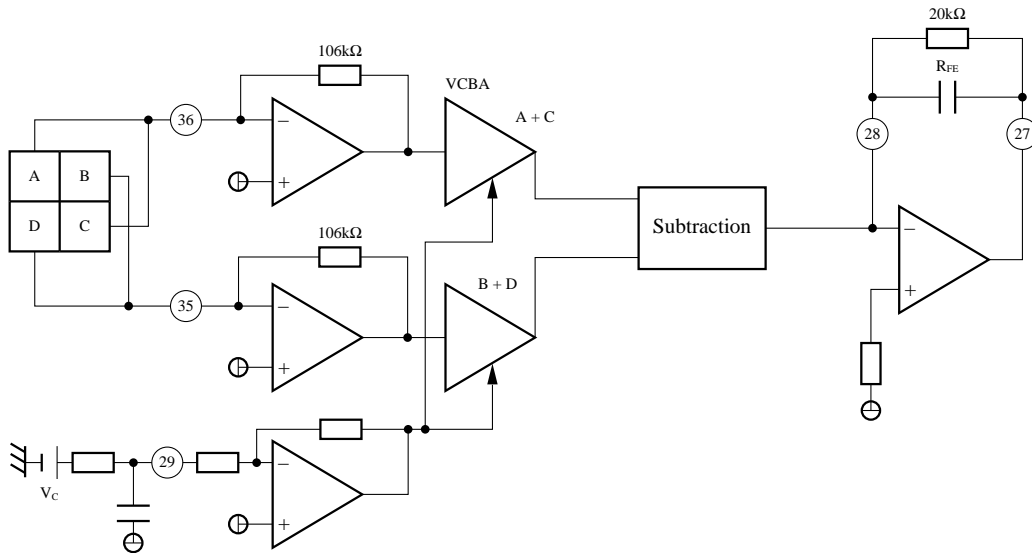 20kΩ
106kΩ
R_FE
VCBA
A + C
36
−
28
27
A B
+
D C
Subtraction
106kΩ
−
B + D
35
−
+
+
29
−
V_C
+